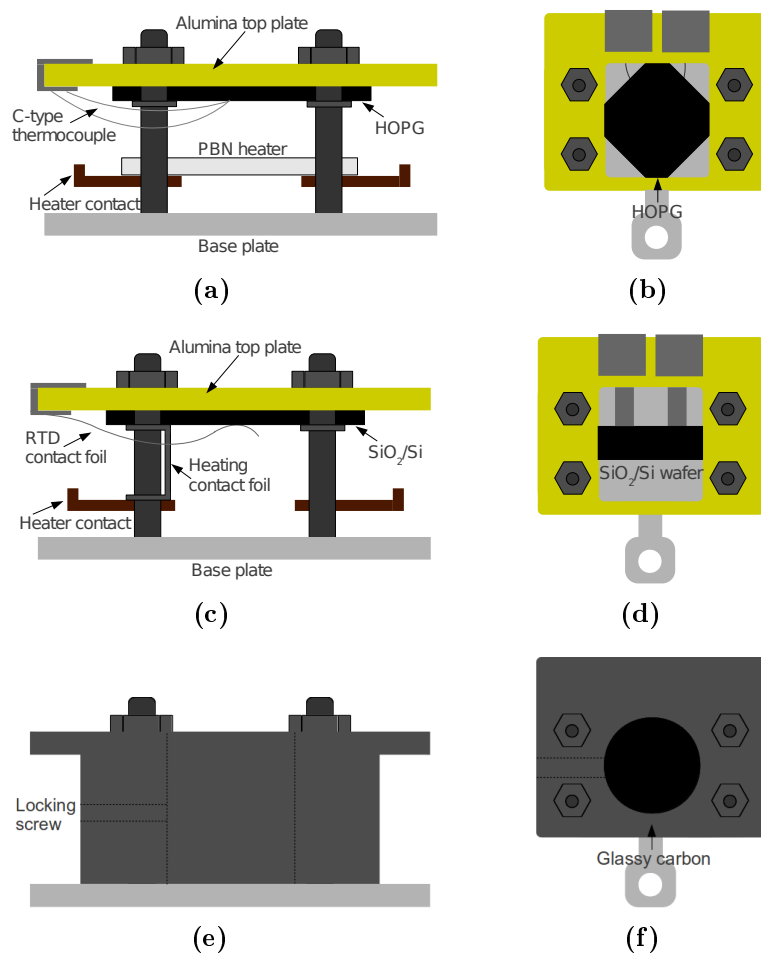 Alumina top plate
C-type
thermocouple
HOPG
PBN heater
Heater contact
Base plate
(a)
HOPG
(b)
Alumina top plate
RTD
contact foil
SiO₂/Si
Heating
contact foil
Heater contact
Base plate
(c)
SiO₂/Si wafer
(d)
Locking
screw
(e)
Glassy carbon
(f)